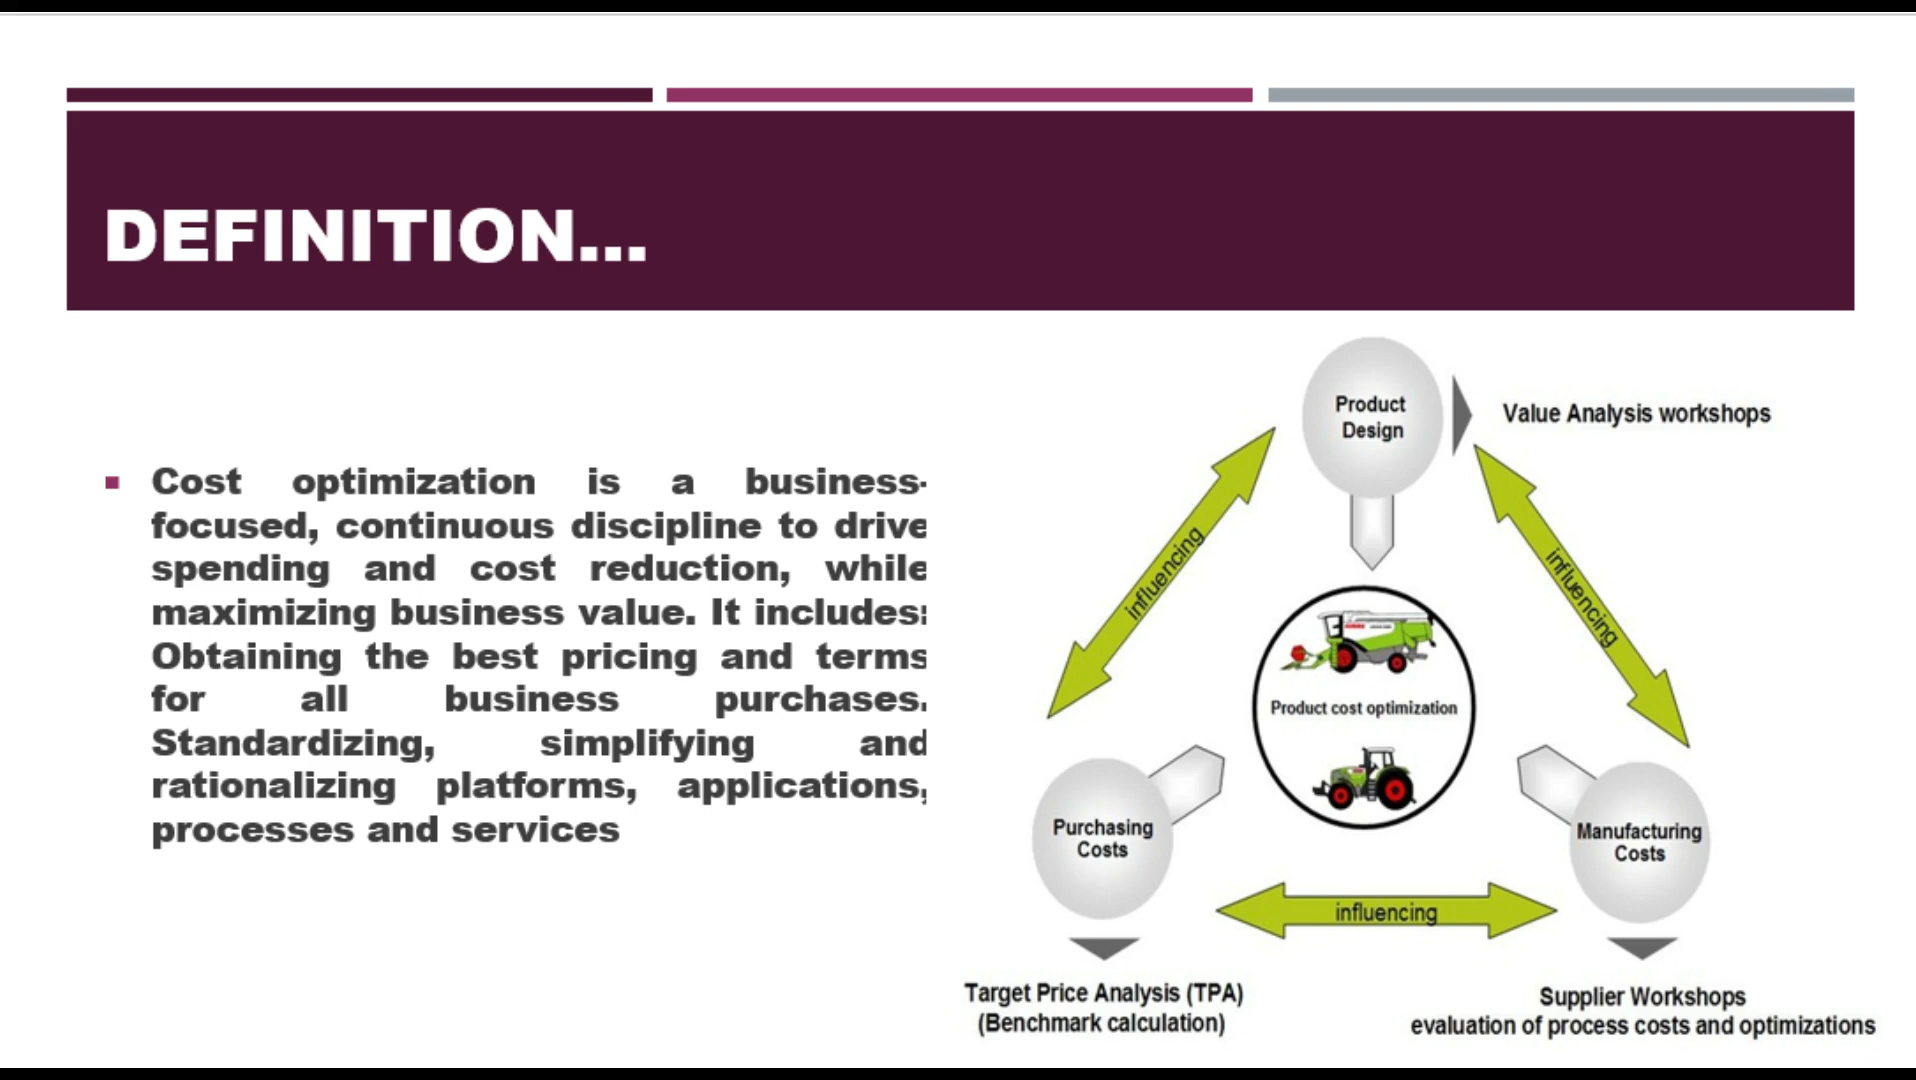 DEFINITION...
Cost optimization is a business-
focused, continuous discipline to drive
spending and cost reduction, while
maximizing business value. It includes:
Obtaining the best pricing and terms
for all business purchases.
Standardizing, simplifying and
rationalizing platforms, applications,
processes and services
Product
Design
Value Analysis workshops
influencing
influencing
Product cost optimization
Purchasing
Costs
Manufacturing
Costs
influencing
Target Price Analysis (TPA)
(Benchmark calculation)
Supplier Workshops
evaluation of process costs and optimizations